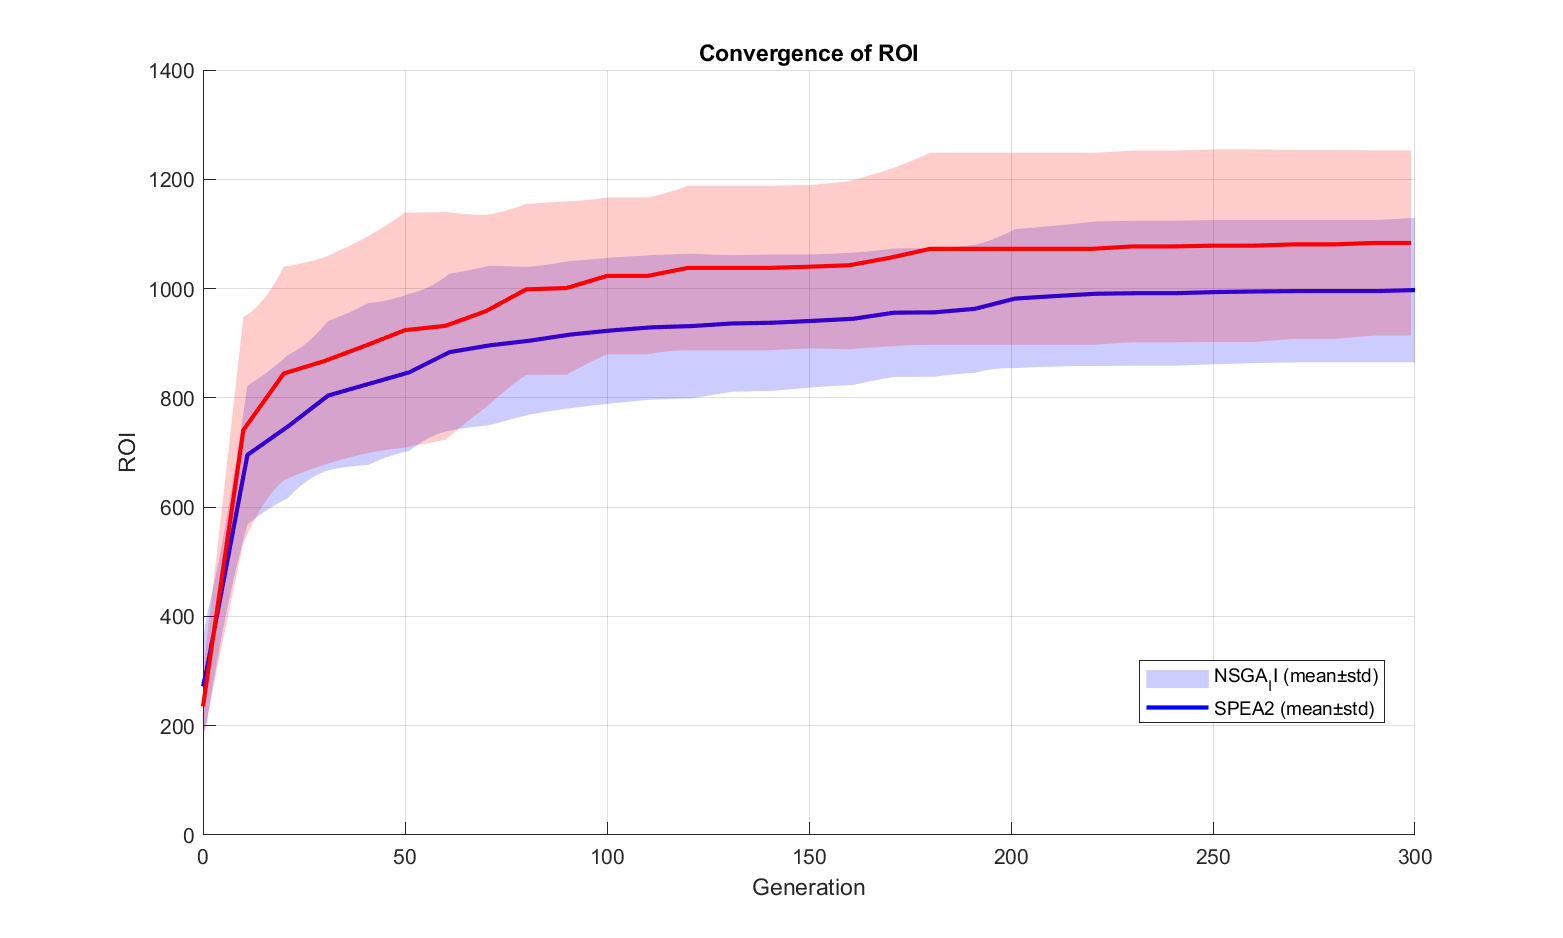 Convergence of ROI
1400
1200
1000
800
600
400
200
0
ROI
0 50 100 150 200 250 300
Generation
NSGA_II (mean±std)
SPEA2 (mean±std)